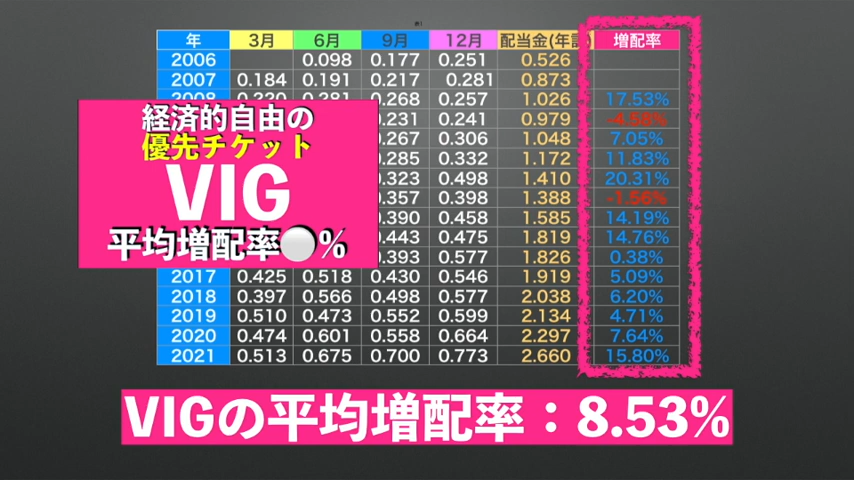 表1
年 3月 6月 9月 12月 配当金(年 増配率
2006 0.098 0.177 0.251 0.526
2007 0.184 0.191 0.217 0.281 0.873
0.268 0.257 1.026 17.53%
経済的自由の
優先チケット
VIG
平均増配率 %
.231 0.241 0.979 -4.58%
.267 0.306 1.048 7.05%
.285 0.332 1.172 11.83%
.323 0.498 1.410 20.31%
.357 0.398 1.388 -1.56%
.390 0.458 1.585 14.19%
.443 0.475 1.819 14.76%
.393 0.577 1.826 0.38%
2017 0.425 0.518 0.430 0.546 1.919 5.09%
2018 0.397 0.566 0.498 0.577 2.038 6.20%
2019 0.510 0.473 0.552 0.599 2.134 4.71%
2020 0.474 0.601 0.558 0.664 2.297 7.64%
2021 0.513 0.675 0.700 0.773 2.660 15.80%
VIGの平均増配率：8.53%